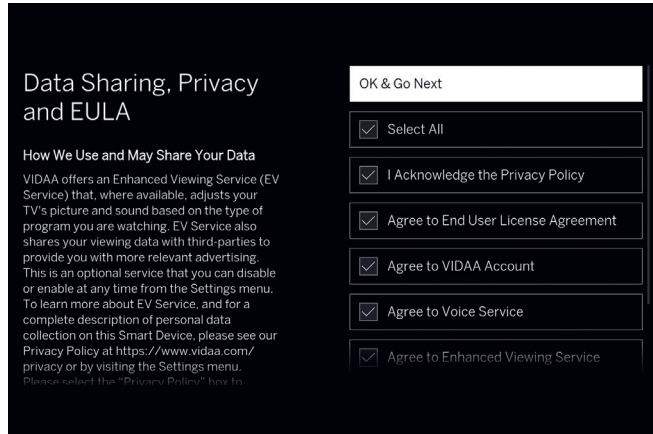 Data Sharing, Privacy
and EULA
How We Use and May Share Your Data
VIDAA offers an Enhanced Viewing Service (EV
Service) that, where available, adjusts your
TV's picture and sound based on the type of
program you are watching. EV Service also
shares your viewing data with third-parties to
provide you with more relevant advertising.
This is an optional service that you can disable
or enable at any time from the Settings menu.
To learn more about EV Service, and for a
complete description of personal data
collection on this Smart Device, please see our
Privacy Policy at https://www.vidaa.com/
privacy or by visiting the Settings menu.
Please select the "Privacy Policy" box to
OK & Go Next
Select All
I Acknowledge the Privacy Policy
Agree to End User License Agreement
Agree to VIDAA Account
Agree to Voice Service
Agree to Enhanced Viewing Service